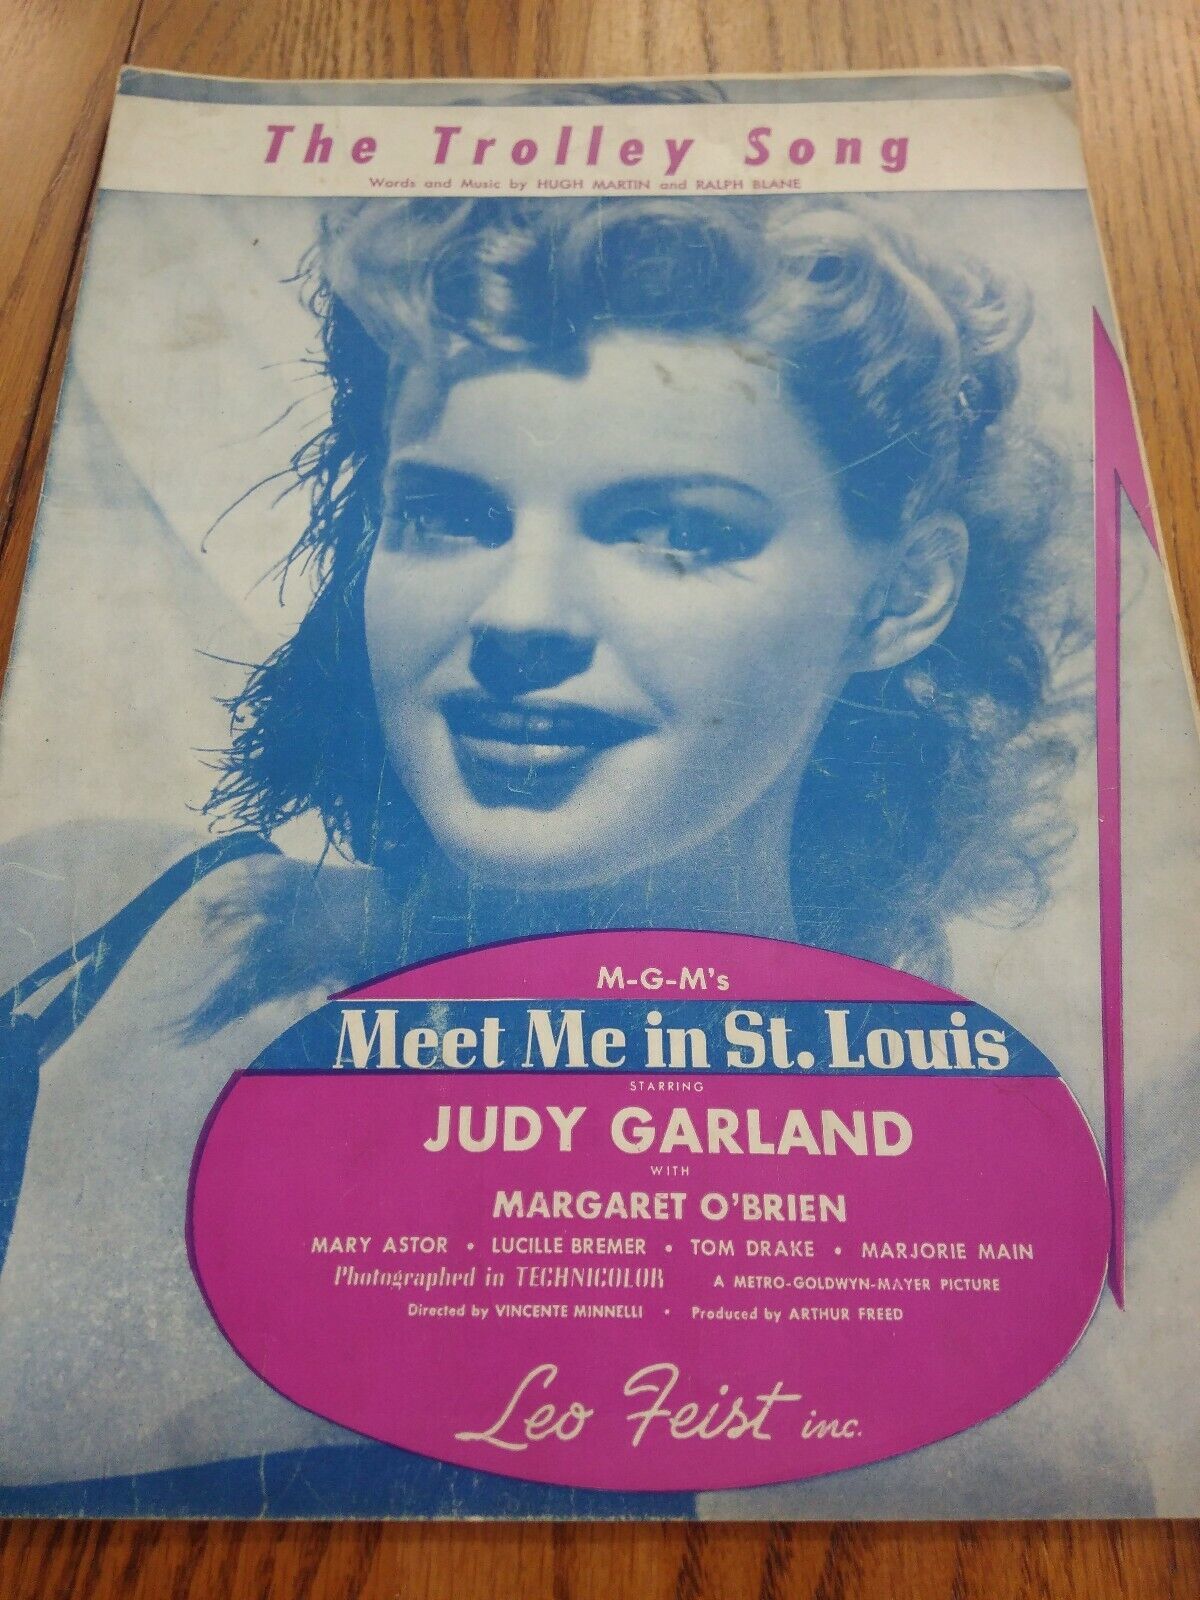 The Trolley Song
Words and Music by HUGH MARTIN and RALPH BLANE
M-G-M's
Meet Me in St. Louis
STARRING
JUDY GARLAND
WITH
MARGARET O'BRIEN
MARY ASTOR • LUCILLE BREMER • TOM DRAKE • MARJORIE MAIN
Photographed in TECHNICOLOR A METRO-GOLDWYN-MAYER PICTURE
Directed by VINCENTE MINNELLI • Produced by ARTHUR FREED
Leo Feist inc.